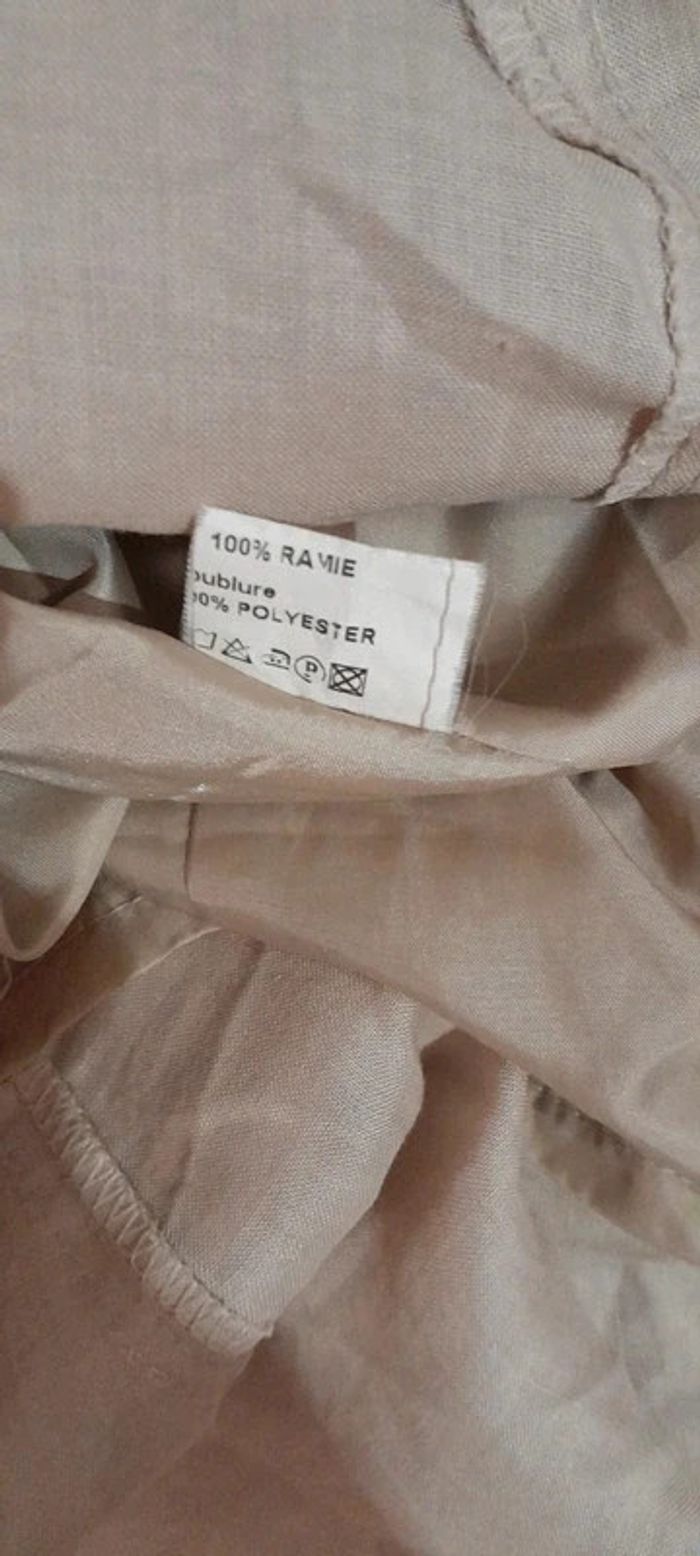 100% RAMIE
oublure
00% POLYESTER
P